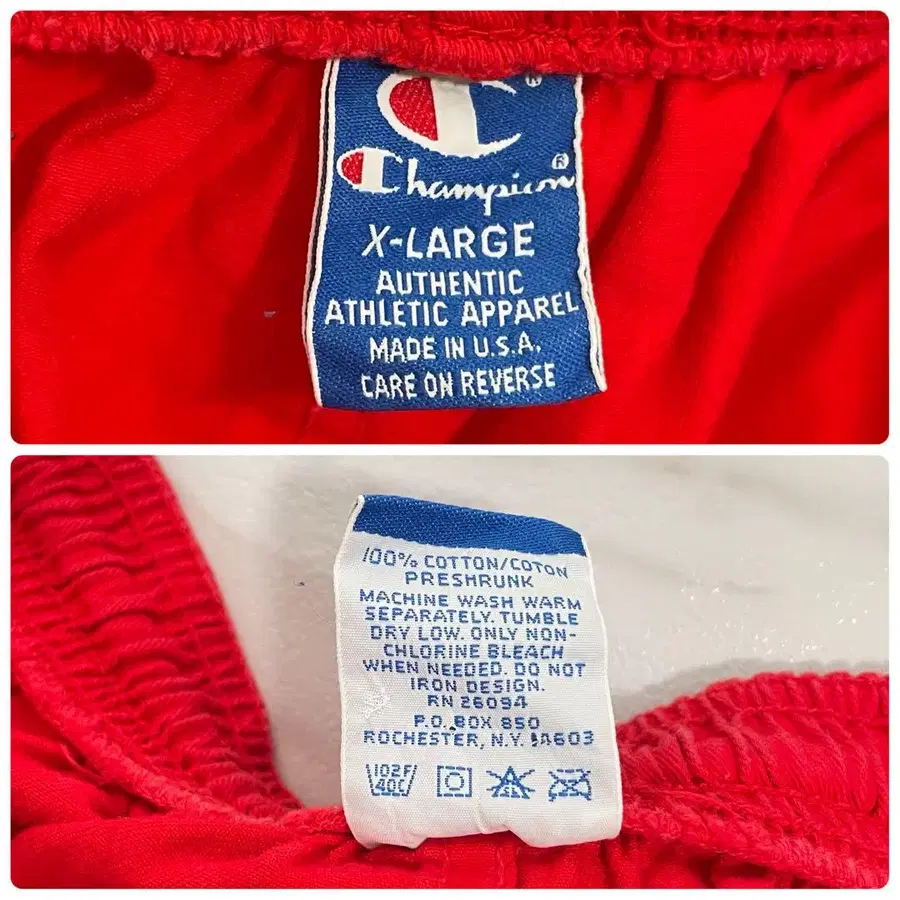 ®
Champion®
X-LARGE
AUTHENTIC
ATHLETIC APPAREL
MADE IN U.S.A.
CARE ON REVERSE
100% COTTON/COTON
PRESHRUNK
MACHINE WASH WARM
SEPARATELY. TUMBLE
DRY LOW. ONLY NON-
CHLORINE BLEACH
WHEN NEEDED. DO NOT
IRON DESIGN.
RN 26094
P.O. BOX 850
ROCHESTER, N.Y. 14603
102F
40C
CL